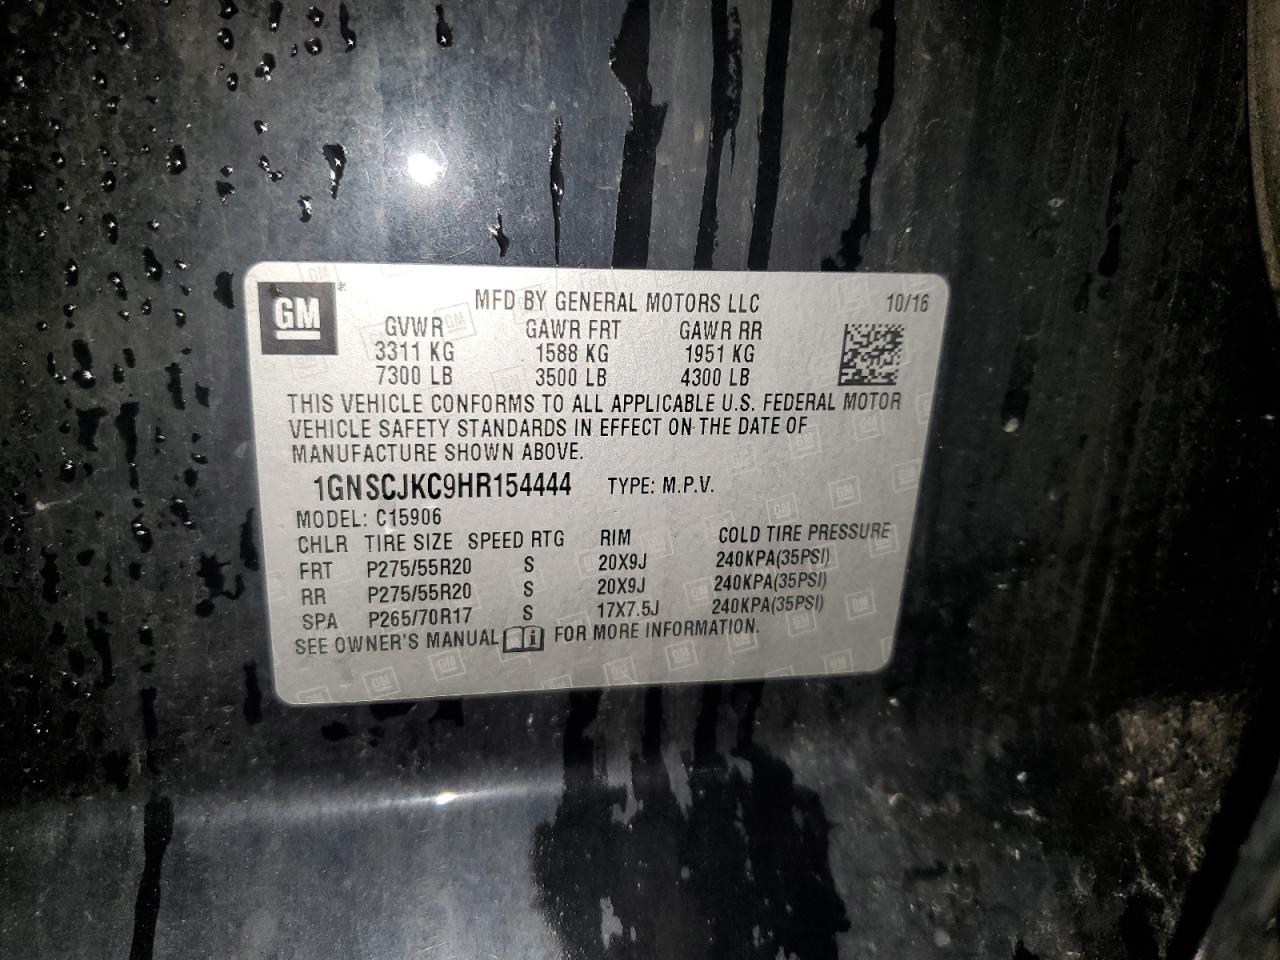 GM
MFD BY GENERAL MOTORS LLC 10/16
GVWR GAWR FRT GAWR RR
3311 KG 1588 KG 1951 KG
7300 LB 3500 LB 4300 LB
THIS VEHICLE CONFORMS TO ALL APPLICABLE U.S. FEDERAL MOTOR
VEHICLE SAFETY STANDARDS IN EFFECT ON THE DATE OF
MANUFACTURE SHOWN ABOVE.
1GNSCJKC9HR154444 TYPE: M.P.V.
MODEL: C15906
CHLR TIRE SIZE SPEED RTG RIM COLD TIRE PRESSURE
FRT P275/55R20 S 20X9J 240KPA(35PSI)
RR P275/55R20 S 20X9J 240KPA(35PSI)
SPA P265/70R17 S 17X7.5J 240KPA(35PSI)
SEE OWNER'S MANUAL FOR MORE INFORMATION.